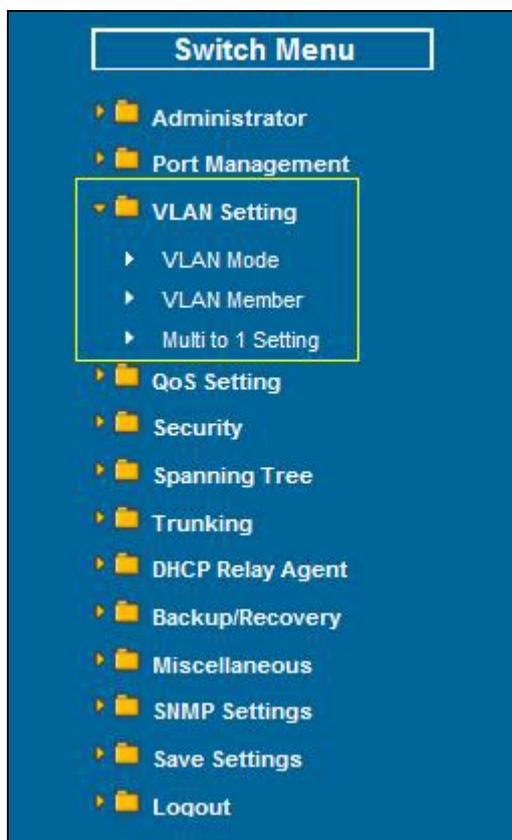 Switch Menu
Administrator
Port Management
VLAN Setting
VLAN Mode
VLAN Member
Multi to 1 Setting
QoS Setting
Security
Spanning Tree
Trunking
DHCP Relay Agent
Backup/Recovery
Miscellaneous
SNMP Settings
Save Settings
Logout